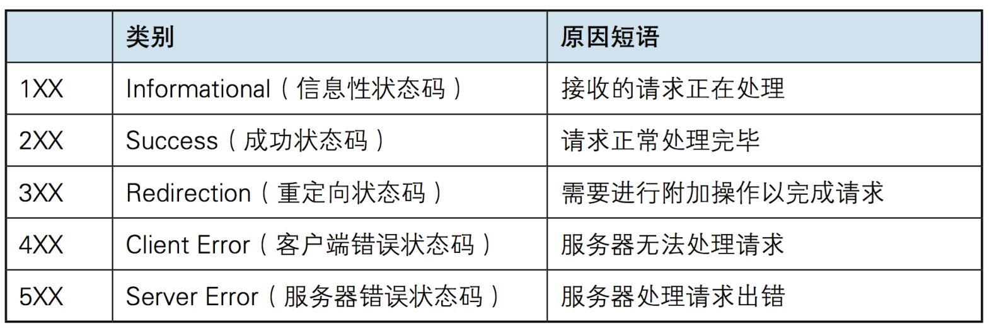 类别 原因短语
1XX Informational（信息性状态码） 接收的请求正在处理
2XX Success（成功状态码） 请求正常处理完毕
3XX Redirection（重定向状态码） 需要进行附加操作以完成请求
4XX Client Error（客户端错误状态码） 服务器无法处理请求
5XX Server Error（服务器错误状态码） 服务器处理请求出错